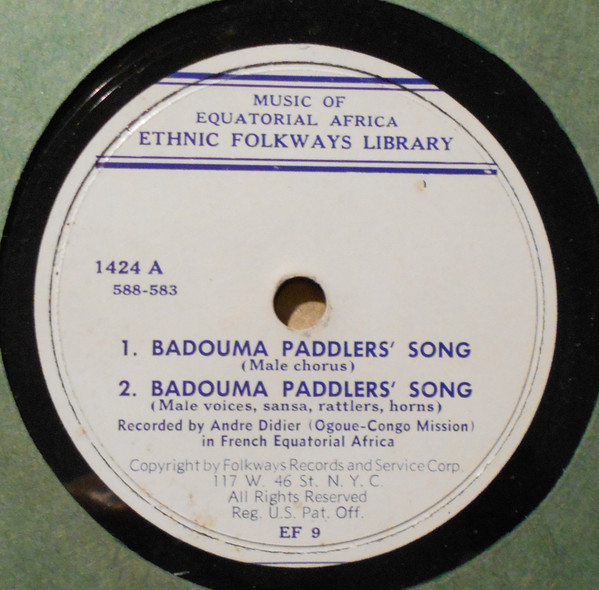 MUSIC OF
EQUATORIAL AFRICA
ETHNIC FOLKWAYS LIBRARY
1424 A
588-583
1. BADOUMA PADDLERS' SONG
(Male chorus)
2. BADOUMA PADDLERS' SONG
(Male voices, sansa, rattlers, horns)
Recorded by Andre Didier (Ogoue-Congo Mission)
in French Equatorial Africa
Copyright by Folkways Records and Service Corp.
117 W. 46 St. N. Y. C.
All Rights Reserved
Reg. U.S. Pat. Off.
EF 9